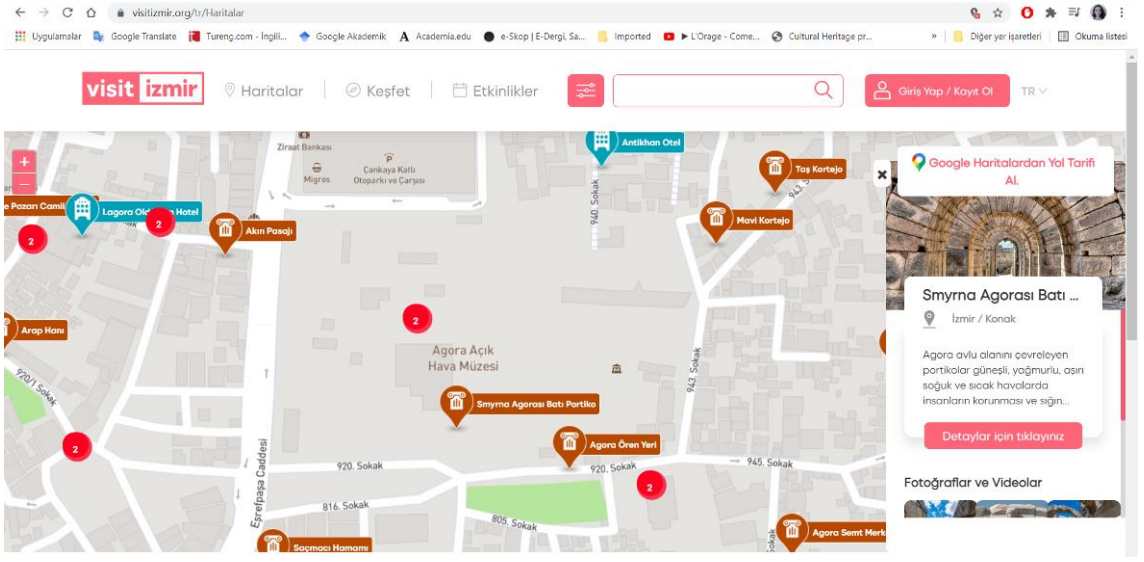 visitizmir.org/tr/Haritalar
Uygulamalar
Google Translate
Tureng.com - İngili...
Google Akademik
Academia.edu
e-Skop | E-Dergi, Sa...
Imported
L'Orage - Come...
Cultural Heritage pr...
»
Diğer yer işaretleri
Okuma listesi
visit izmir
Haritalar
Keşfet
Etkinlikler
Giriş Yap / Kayıt Ol
TR
+
−
Ziraat Bankası
Migros
P
Çankaya Katlı
Otoparkı ve Çarşısı
Antikhan Otel
Taş Kortejo
940. Sokak
943. S
Mavi Kortejo
e Pazarı Camii
Lagora Old
Hotel
2
2
Akın Pasajı
2
Arap Hanı
Agora Açık
Hava Müzesi
943. Sokak
Smyrna Agorası Batı Portiko
920/1 Sokak
2
Agora Ören Yeri
920. Sokak
920. Sokak
945. Sokak
2
Eşrefpaşa Caddesi
816. Sokak
805. Sokak
Saçmacı Hamamı
Agora Semt Merk
Sokak
Google Haritalardan Yol Tarifi
Al.
Smyrna Agorası Batı ...
İzmir / Konak
Agora avlu alanını çevreleyen
portikolar güneşli, yağmurlu, aşırı
soğuk ve sıcak havalarda
insanların korunması ve sığın...
Detaylar için tıklayınız
Fotoğraflar ve Videolar